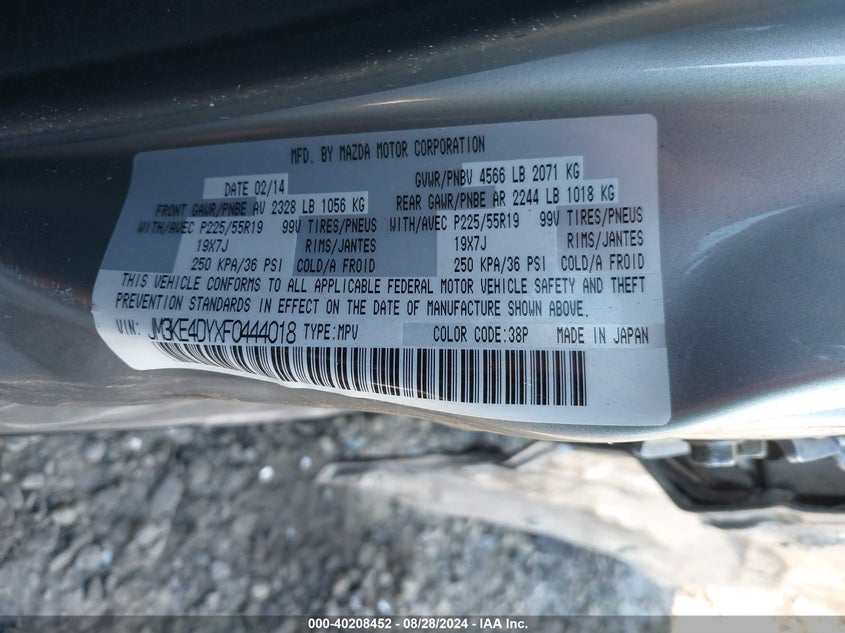 MFD. BY MAZDA MOTOR CORPORATION
DATE 02/14 GVWR/PNBV 4566 LB 2071 KG
FRONT GAWR/PNBE AV 2328 LB 1056 KG REAR GAWR/PNBE AR 2244 LB 1018 KG
WITH/AVEC P225/55R19 99V TIRES/PNEUS WITH/AVEC P225/55R19 99V TIRES/PNEUS
19X7J RIMS/JANTES 19X7J RIMS/JANTES
250 KPA/36 PSI COLD/A FROID 250 KPA/36 PSI COLD/A FROID
THIS VEHICLE CONFORMS TO ALL APPLICABLE FEDERAL MOTOR VEHICLE SAFETY AND THEFT
PREVENTION STANDARDS IN EFFECT ON THE DATE OF MANUFACTURE SHOWN ABOVE.
VIN: JM3KE4DYXF0444018 TYPE:MPV COLOR CODE:38P MADE IN JAPAN
000-40208452 - 08/28/2024 - IAA Inc.